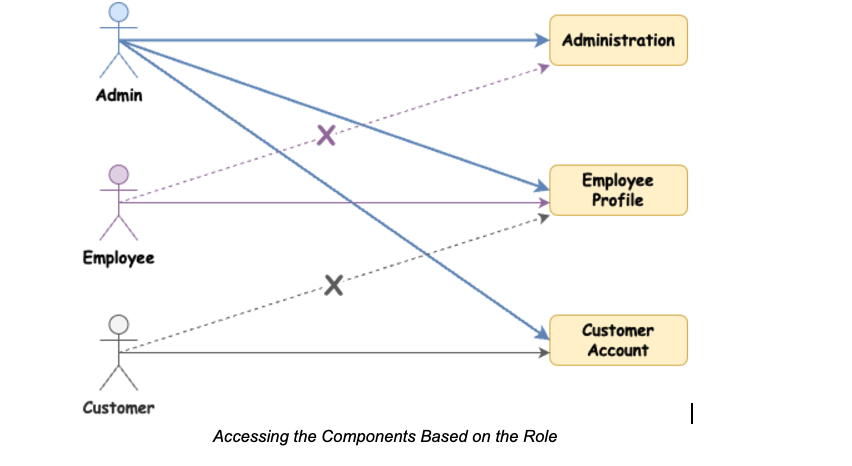 Administration
Admin
Employee
Profile
Employee
Customer
Account
Customer
Accessing the Components Based on the Role